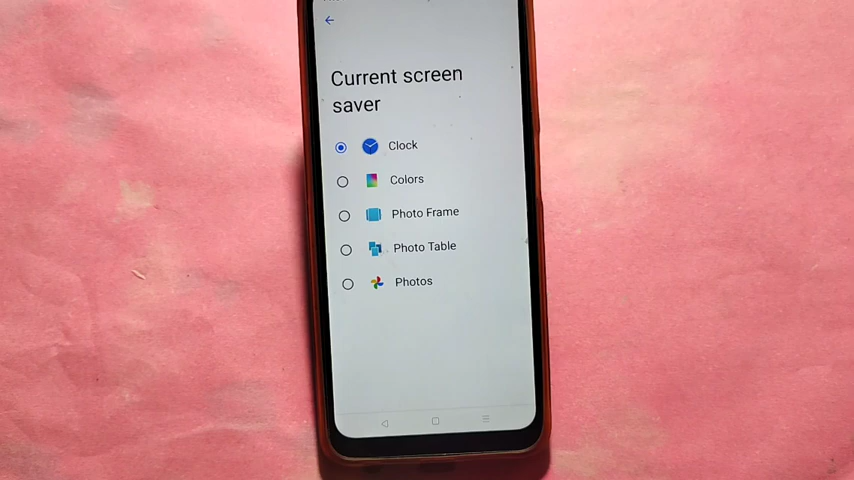 Current screen
saver
Clock
Colors
Photo Frame
Photo Table
Photos